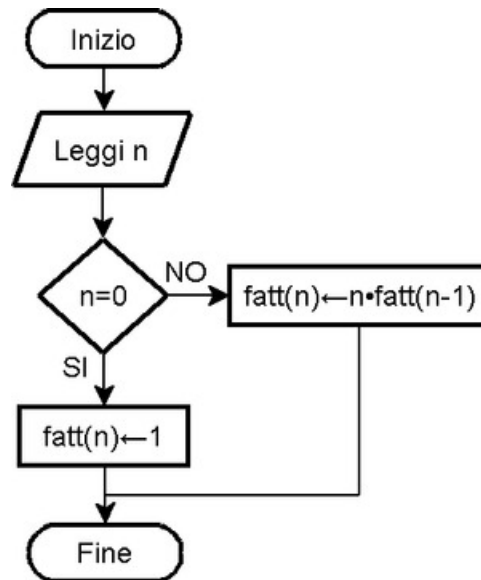 Inizio
Leggi n
n=0
NO
fatt(n)←n•fatt(n-1)
SI
fatt(n)←1
Fine